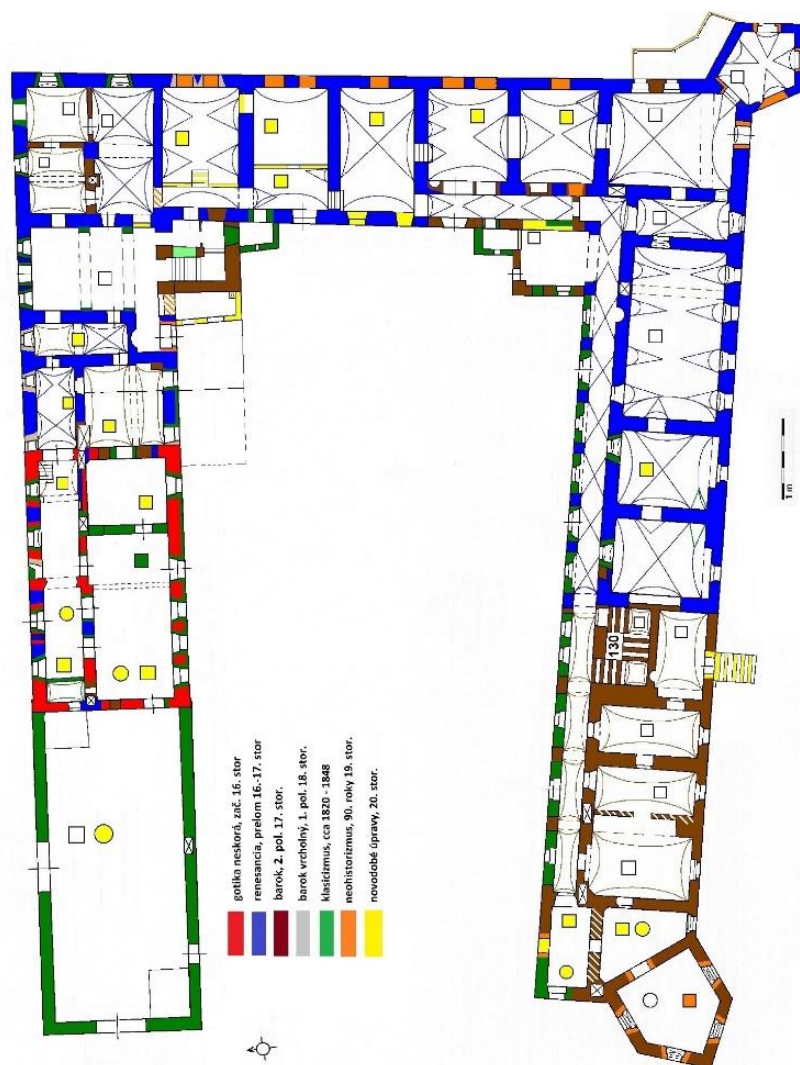 130
1 m
gotika neskorá, zač. 16. stor
renesancia, prelom 16.-17. stor
barok, 2. pol. 17. stor.
barok vrcholný, 1. pol. 18. stor.
klasicizmus, cca 1820 - 1848
neohistorizmus, 90. roky 19. stor.
novodobé úpravy, 20. stor.